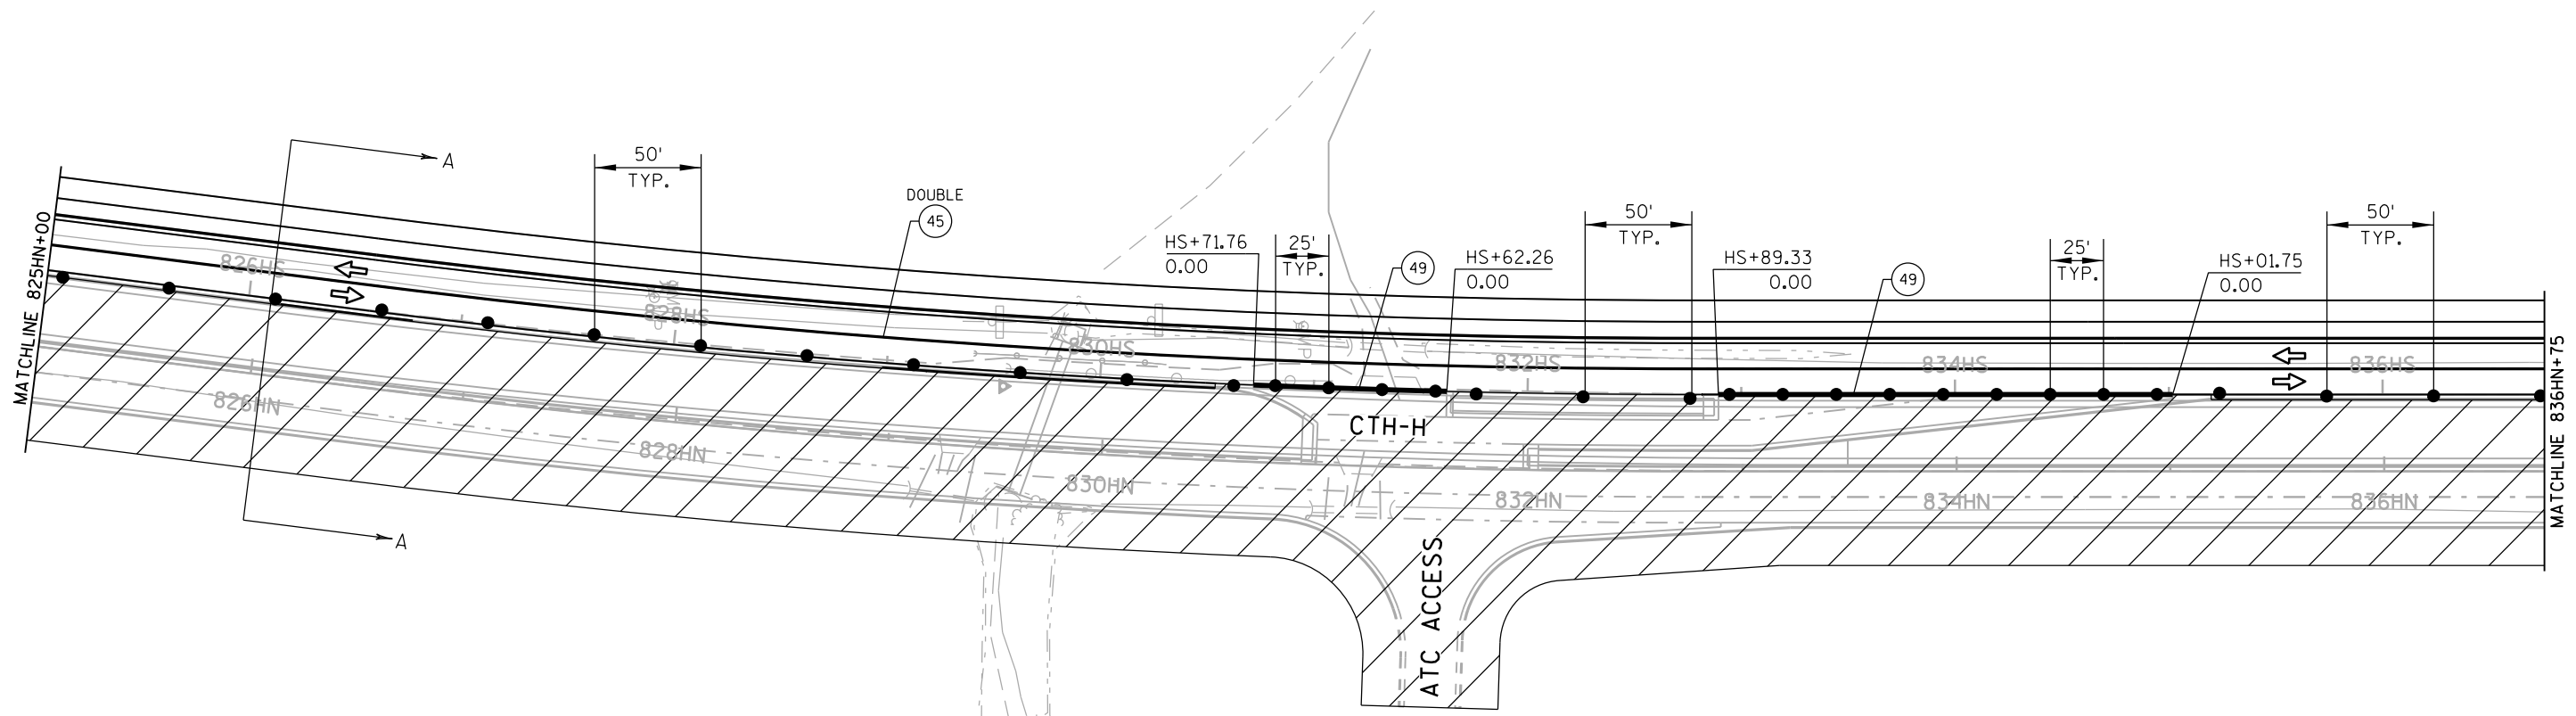 A
50'
TYP.
DOUBLE
45
HS+71.76
0.00
25'
TYP.
49
HS+62.26
0.00
50'
TYP.
HS+89.33
0.00
49
25'
TYP.
HS+01.75
0.00
50'
TYP.
MATCHLINE 825HN+00
826HS
828HS
830HS
832HS
834HS
836HS
MATCHLINE 836HN+75
826HN
828HN
830HN
832HN
834HN
836HN
CTH-H
ATC ACCESS
A